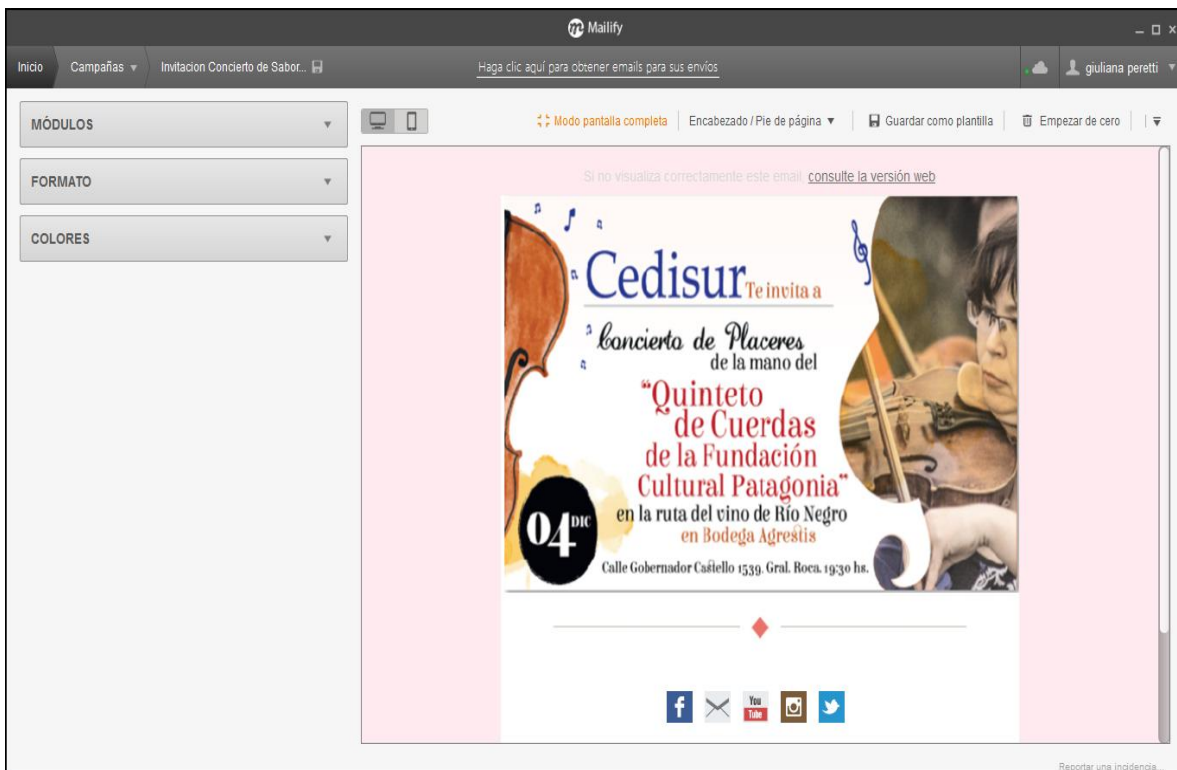 Mailify
Inicio
Campañas
Invitacion Concierto de Sabor...
Haga clic aquí para obtener emails para sus envíos
giuliana peretti
MÓDULOS
FORMATO
COLORES
Modo pantalla completa
Encabezado / Pie de página
Guardar como plantilla
Empezar de cero
Si no visualiza correctamente este email, consulte la versión web
Cedisur Te invita a
Concierto de Placeres
de la mano del
“Quinteto
de Cuerdas
de la Fundación
Cultural Patagonia“
en la ruta del vino de Río Negro
en Bodega Agrestis
04 DIC
Calle Gobernador Castello 1539. Gral. Roca. 19:30 hs.
You
Tube
Reportar una incidencia...